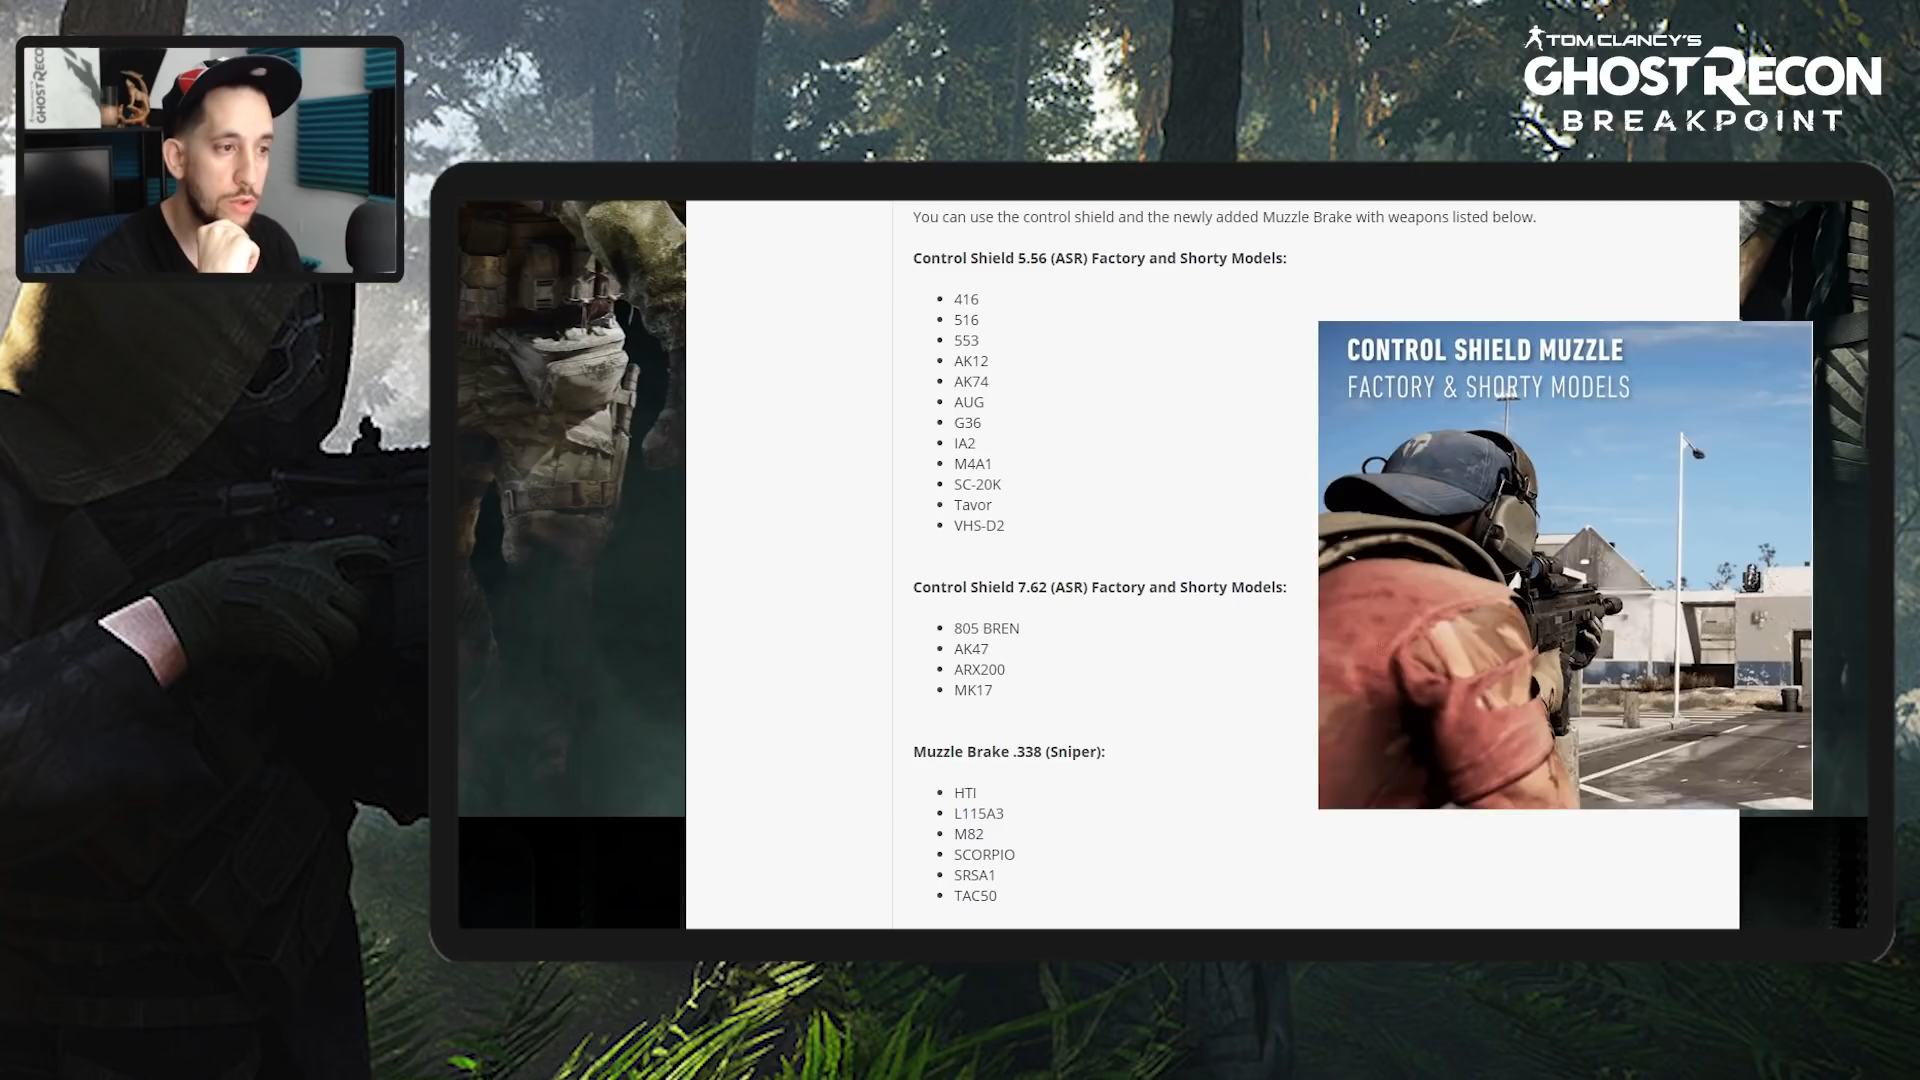 GHOST RECON
TOM CLANCY'S
GHOST RECON
BREAKPOINT
You can use the control shield and the newly added Muzzle Brake with weapons listed below.
Control Shield 5.56 (ASR) Factory and Shorty Models:
416
516
553
AK12
AK74
AUG
G36
IA2
M4A1
SC-20K
Tavor
VHS-D2
Control Shield 7.62 (ASR) Factory and Shorty Models:
805 BREN
AK47
ARX200
MK17
Muzzle Brake .338 (Sniper):
HTI
L115A3
M82
SCORPIO
SRSA1
TAC50
CONTROL SHIELD MUZZLE
FACTORY & SHORTY MODELS